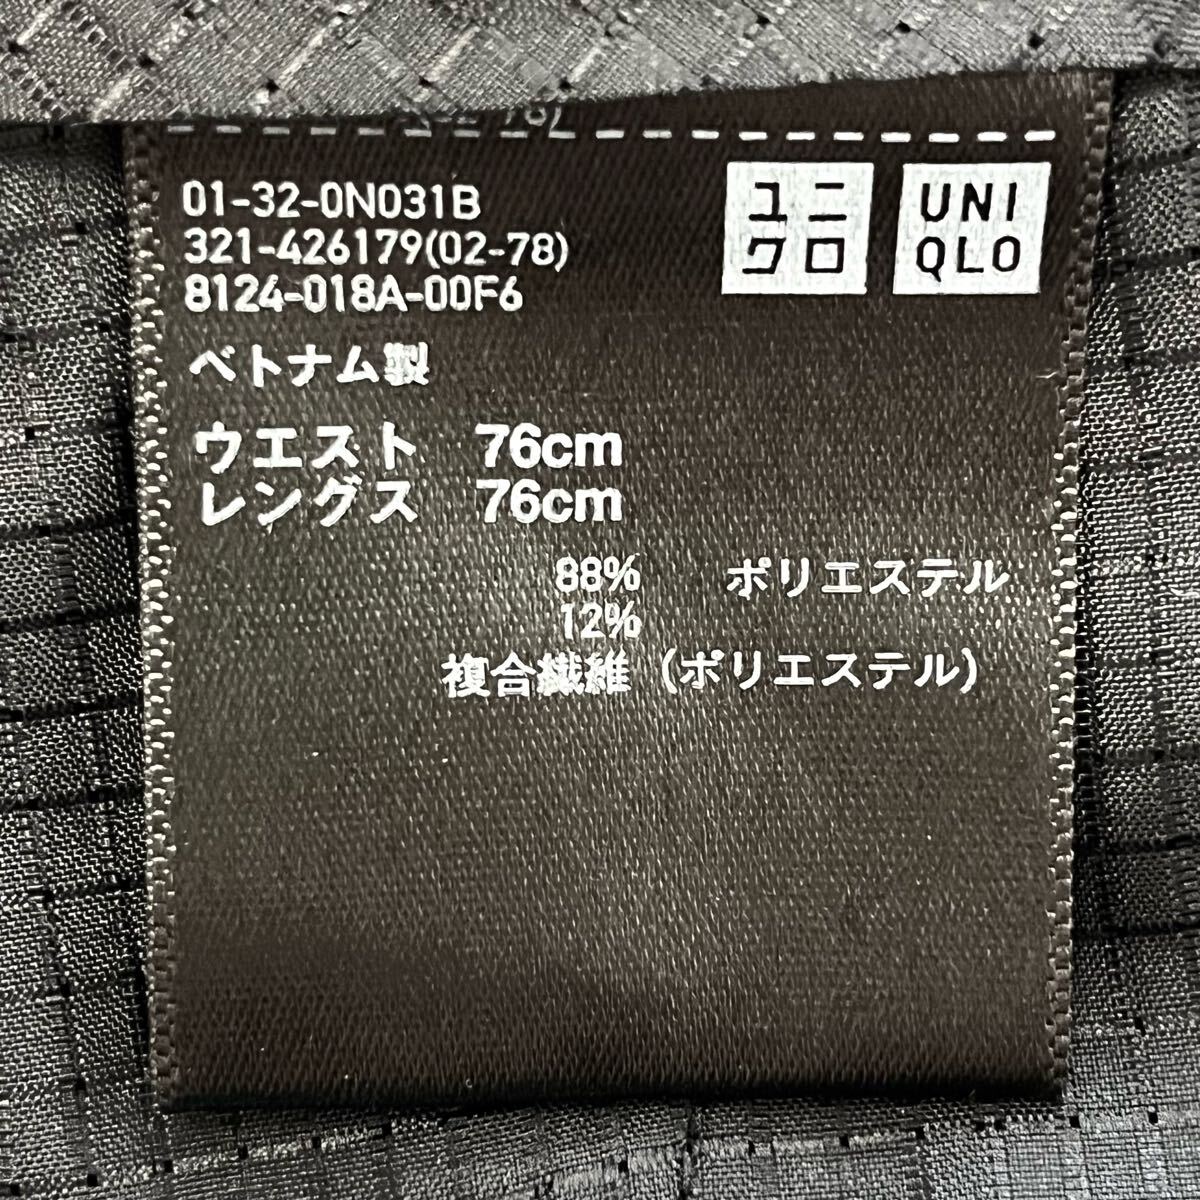 01-32-0N031B
321-426179(02-78)
8124-018A-00F6
ユニ
クロ
UNI
QLO
ベトナム製
ウエスト 76cm
レングス 76cm
88% ポリエステル
12%
複合繊維 (ポリエステル)